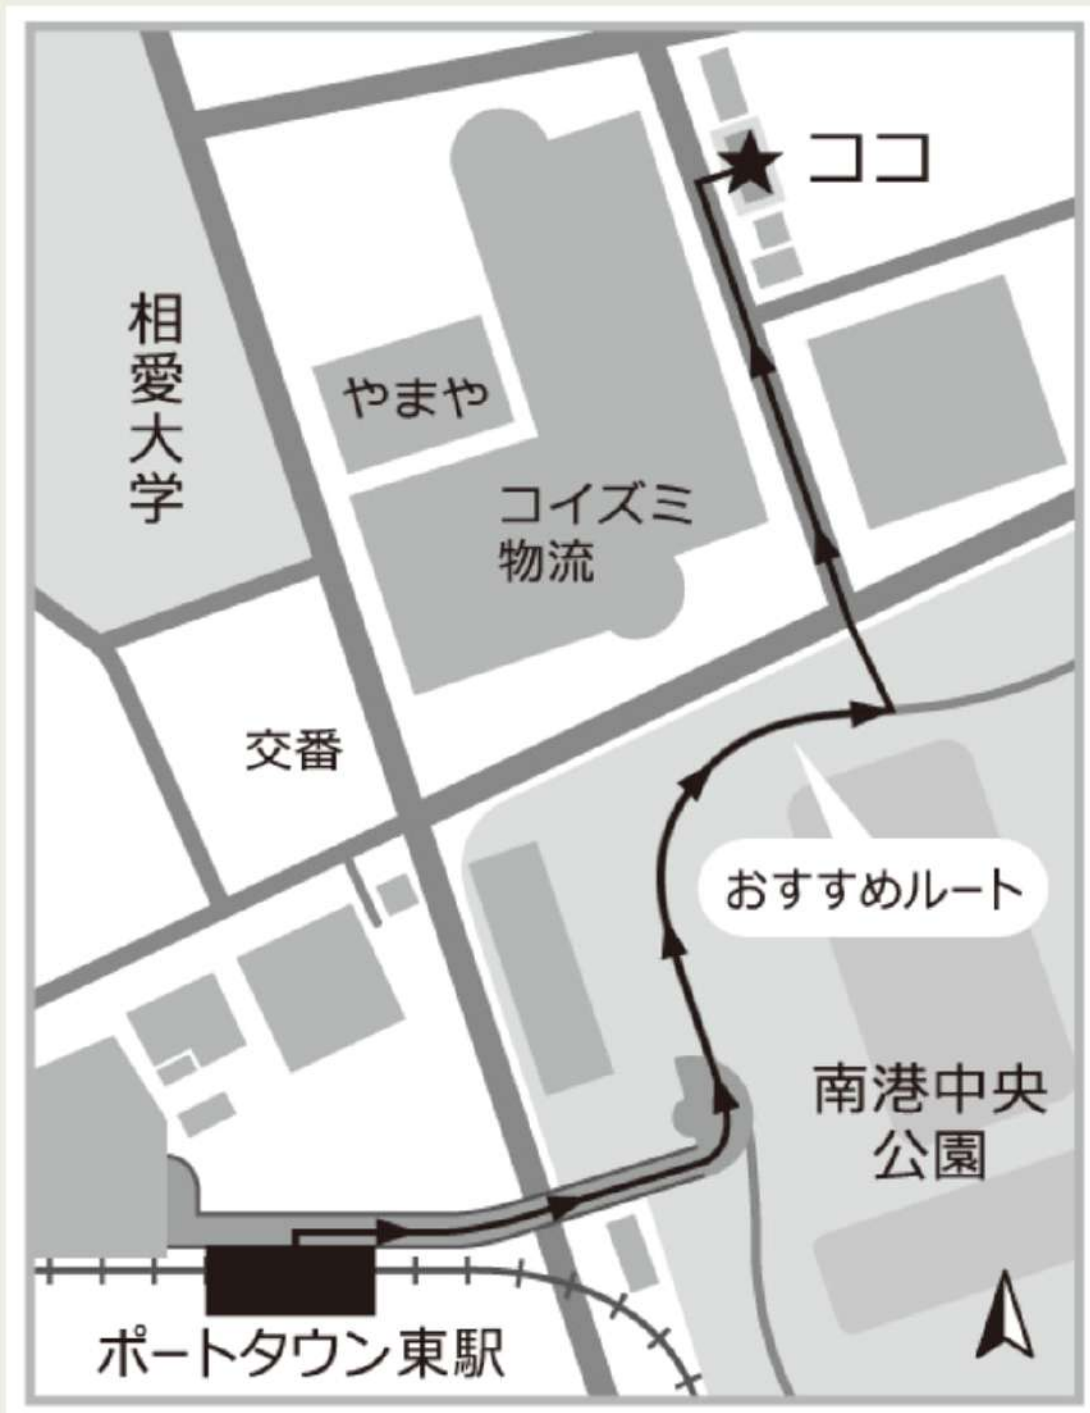 ココ
相愛大学
やまや
コイズミ
物流
交番
おすすめルート
南港中央
公園
ポートタウン東駅